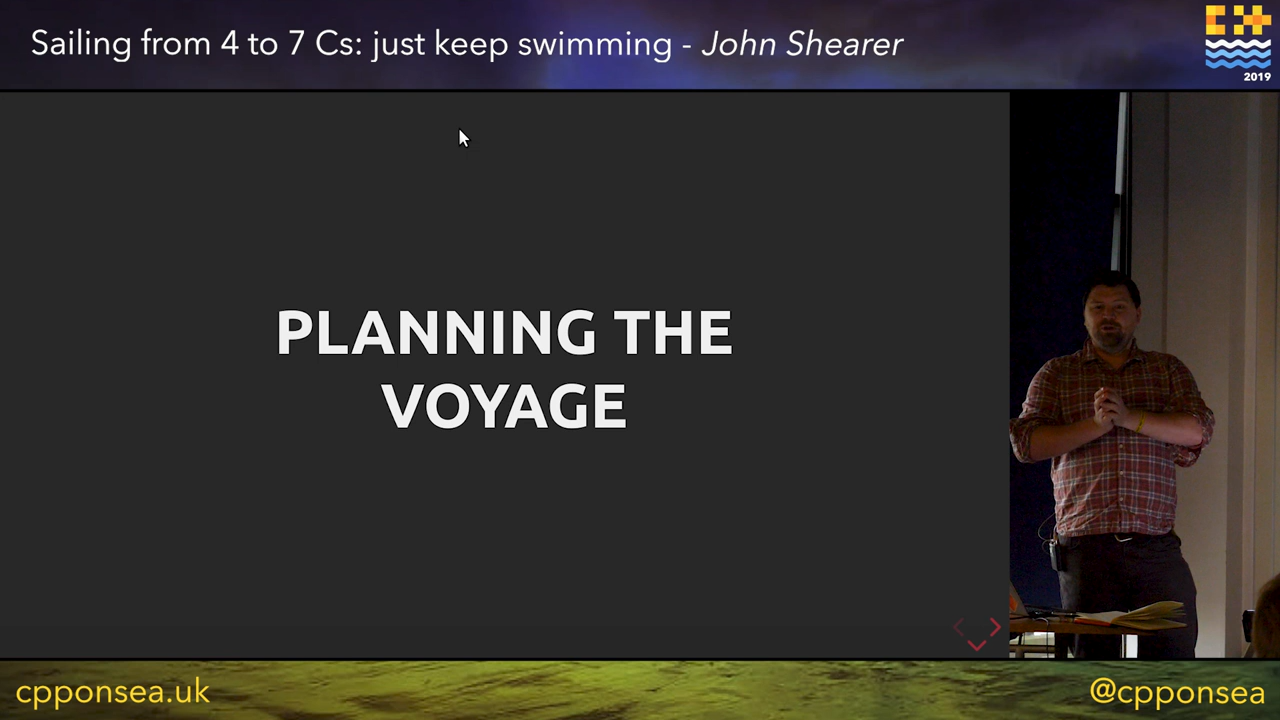 Sailing from 4 to 7 Cs: just keep swimming - John Shearer
2019
PLANNING THE
VOYAGE
cpponsea.uk
@cpponsea